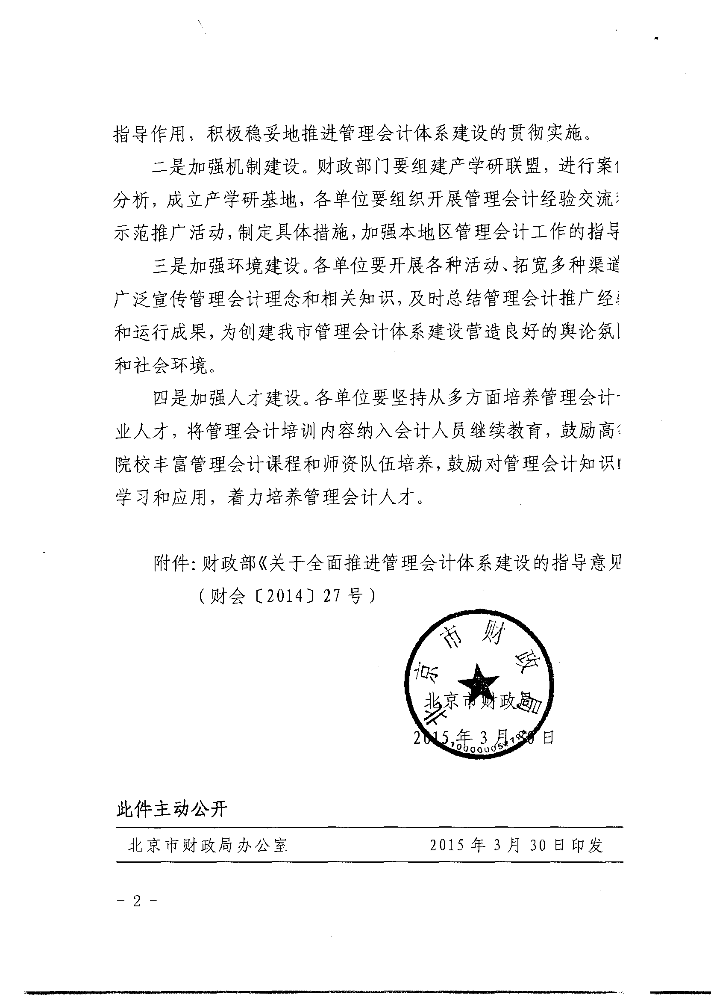 指导作用，积极稳妥地推进管理会计体系建设的贯彻实施。
二是加强机制建设。财政部门要组建产学研联盟，进行案
分析，成立产学研基地，各单位要组织开展管理会计经验交流
示范推广活动，制定具体措施，加强本地区管理会计工作的指导
三是加强环境建设。各单位要开展各种活动、拓宽多种渠道
广泛宣传管理会计理念和相关知识，及时总结管理会计推广经
和运行成果，为创建我市管理会计体系建设营造良好的舆论氛
和社会环境。
四是加强人才建设。各单位要坚持从多方面培养管理会计
业人才，将管理会计培训内容纳入会计人员继续教育，鼓励高
院校丰富管理会计课程和师资队伍培养，鼓励对管理会计知识
学习和应用，着力培养管理会计人才。
附件：财政部《关于全面推进管理会计体系建设的指导意见
（财会〔2014〕27号）
北京市财政局
北京市财政局
2015年3月30日
此件主动公开
北京市财政局办公室 2015年3月30日印发
- 2 -